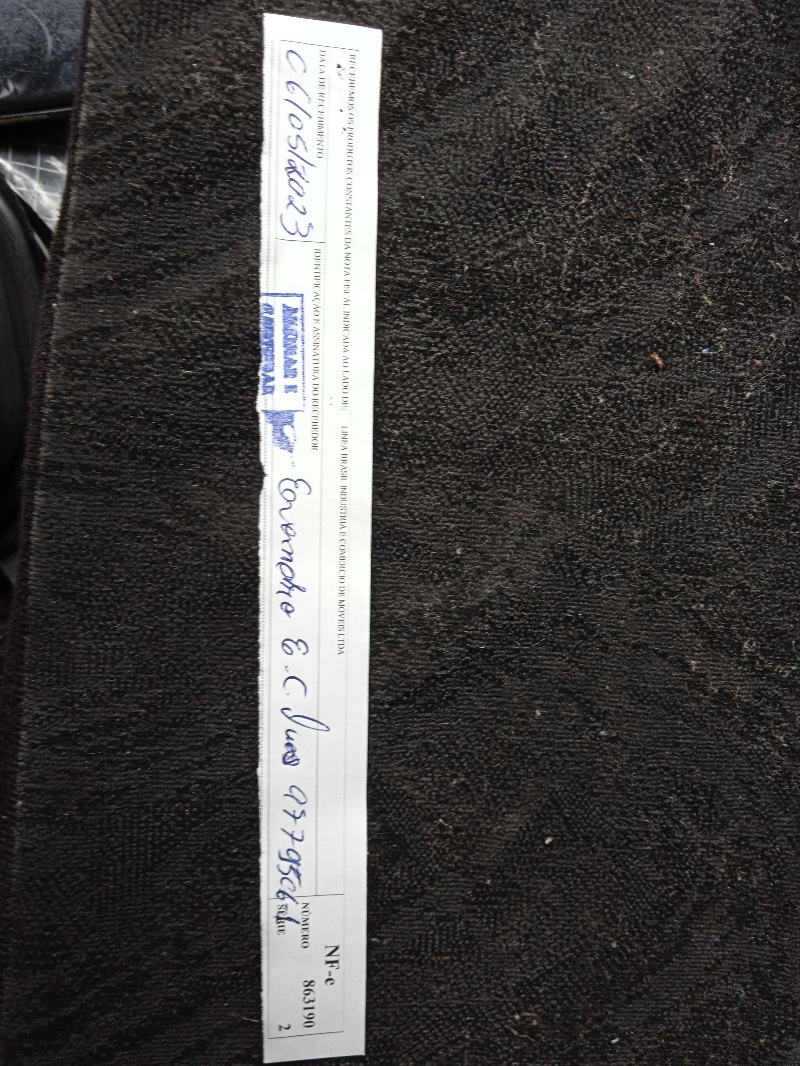 RECEBEMOS OS PRODUTOS CONSTANTES DA NOTA FISCAL INDICADA AO LADO DE: LINEA BRASIL INDUSTRIA E COMERCIO DE MOVEIS LTDA
DATA DE RECEBIMENTO
06/05/2023
IDENTIFICAÇÃO E ASSINATURA DO RECEBEDOR
Evandro E.C.
NF-e
NÚMERO 863190
SÉRIE 2